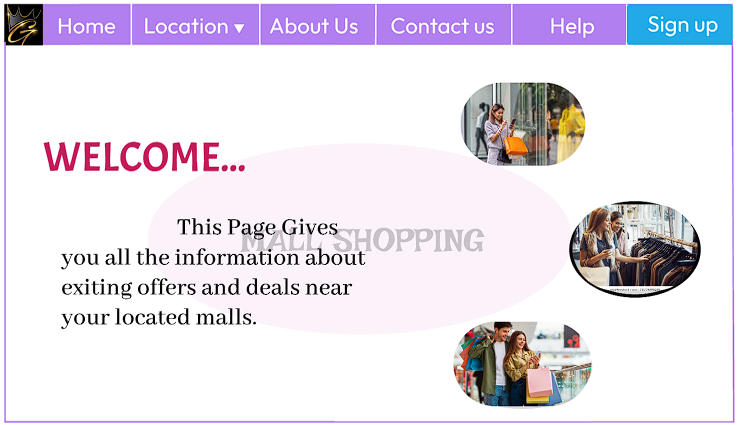 G
Home
Location ▼
About Us
Contact us
Help
Sign up
WELCOME...
MALL SHOPPING
This Page Gives
you all the information about
exiting offers and deals near
your located malls.